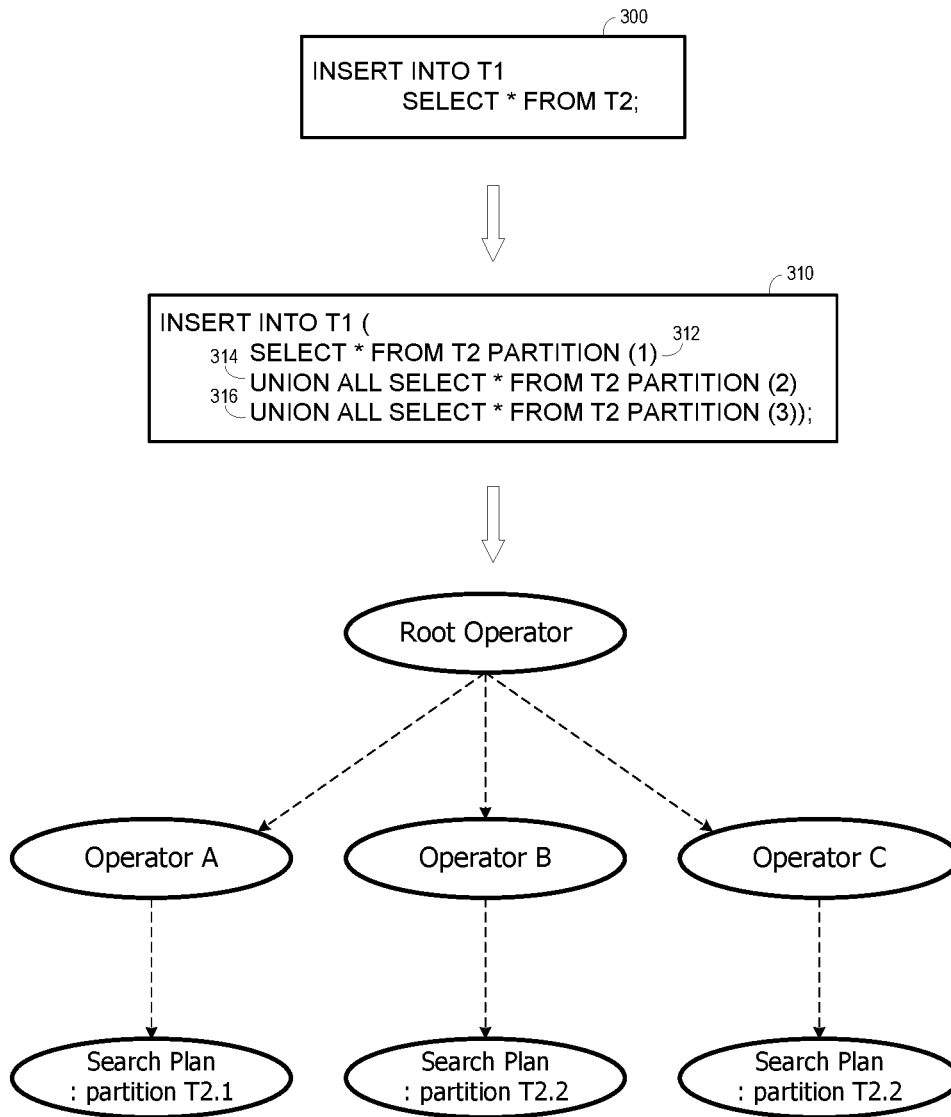 300
INSERT INTO T1
SELECT * FROM T2;
310
INSERT INTO T1 (
SELECT * FROM T2 PARTITION (1) 312
314 UNION ALL SELECT * FROM T2 PARTITION (2)
316 UNION ALL SELECT * FROM T2 PARTITION (3));
Root Operator
Operator A
Operator B
Operator C
Search Plan
: partition T2.1
Search Plan
: partition T2.2
Search Plan
: partition T2.2